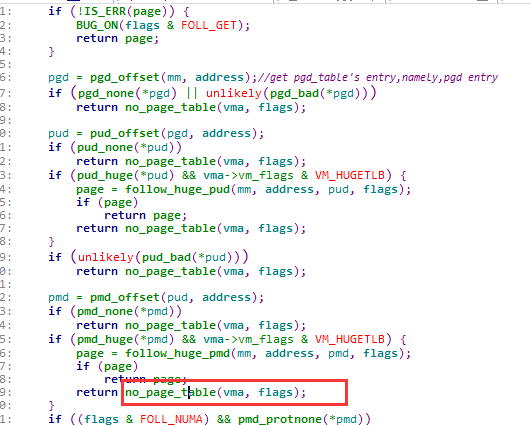 1: if (!IS_ERR(page)) {
2: BUG_ON(flags & FOLL_GET);
3: return page;
4: }
5:
6: pgd = pgd_offset(mm, address);//get pgd_table's entry,namely,pgd entry
7: if (pgd_none(*pgd) || unlikely(pgd_bad(*pgd)))
8: return no_page_table(vma, flags);
9:
0: pud = pud_offset(pgd, address);
1: if (pud_none(*pud))
2: return no_page_table(vma, flags);
3: if (pud_huge(*pud) && vma->vm_flags & VM_HUGETLB) {
4: page = follow_huge_pud(mm, address, pud, flags);
5: if (page)
6: return page;
7: return no_page_table(vma, flags);
8: }
9: if (unlikely(pud_bad(*pud)))
0: return no_page_table(vma, flags);
1:
2: pmd = pmd_offset(pud, address);
3: if (pmd_none(*pmd))
4: return no_page_table(vma, flags);
5: if (pmd_huge(*pmd) && vma->vm_flags & VM_HUGETLB) {
6: page = follow_huge_pmd(mm, address, pmd, flags);
7: if (page)
8: return page;
9: return no_page_table(vma, flags);
0: }
1: if ((flags & FOLL_NUMA) && pmd_protnone(*pmd))